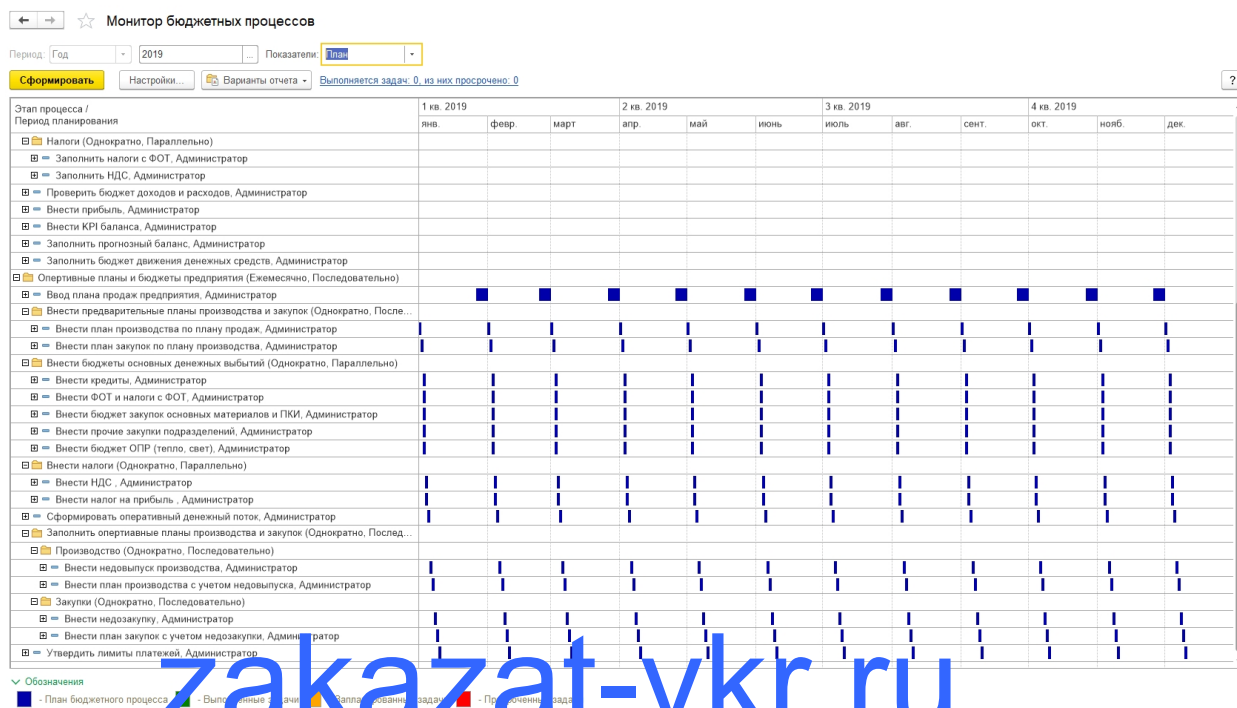 Монитор бюджетных процессов
Период: Год 2019 ... Показатели: План
Сформировать Настройки... Варианты отчета Выполняется задач: 0, из них просрочено: 0 ?
Этап процесса / 1 кв. 2019 2 кв. 2019 3 кв. 2019 4 кв. 2019
Период планирования янв. февр. март апр. май июнь июль авг. сент. окт. нояб. дек.
Налоги (Однократно, Параллельно)
Заполнить налоги с ФОТ, Администратор
Заполнить НДС, Администратор
Проверить бюджет доходов и расходов, Администратор
Внести прибыль, Администратор
Внести KPI баланса, Администратор
Заполнить прогнозный баланс, Администратор
Заполнить бюджет движения денежных средств, Администратор
Опертивные планы и бюджеты предприятия (Ежемесячно, Последовательно)
Ввод плана продаж предприятия, Администратор
Внести предварительные планы производства и закупок (Однократно, После...
Внести план производства по плану продаж, Администратор
Внести план закупок по плану производства, Администратор
Внести бюджеты основных денежных выбытий (Однократно, Параллельно)
Внести кредиты, Администратор
Внести ФОТ и налоги с ФОТ, Администратор
Внести бюджет закупок основных материалов и ПКИ, Администратор
Внести прочие закупки подразделений, Администратор
Внести бюджет ОПР (тепло, свет), Администратор
Внести налоги (Однократно, Параллельно)
Внести НДС , Администратор
Внести налог на прибыль , Администратор
Сформировать оперативный денежный поток, Администратор
Заполнить опертиавные планы производства и закупок (Однократно, Послед...
Производство (Однократно, Последовательно)
Внести недовыпуск производства, Администратор
Внести план производства с учетом недовыпуска, Администратор
Закупки (Однократно, Последовательно)
Внести недозакупку, Администратор
Внести план закупок с учетом недозакупки, Администратор
Утвердить лимиты платежей, Администратор
zakazat-vkr ru
Обозначения
- План бюджетного процесса - Выполненные задачи - Запланированные задачи - Просроченные задачи